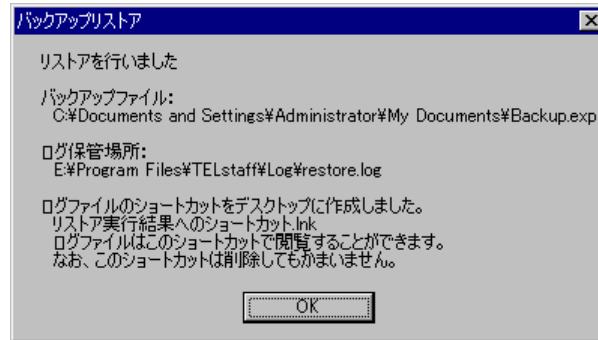 バックアップリストア
リストアを行いました
バックアップファイル:
C:¥Documents and Settings¥Administrator¥My Documents¥Backup.exp
ログ保管場所:
E:¥Program Files¥TELstaff¥Log¥restore.log
ログファイルのショートカットをデスクトップに作成しました。
リストア実行結果へのショートカット.lnk
ログファイルはこのショートカットで閲覧することができます。
なお、このショートカットは削除してもかまいません。
OK